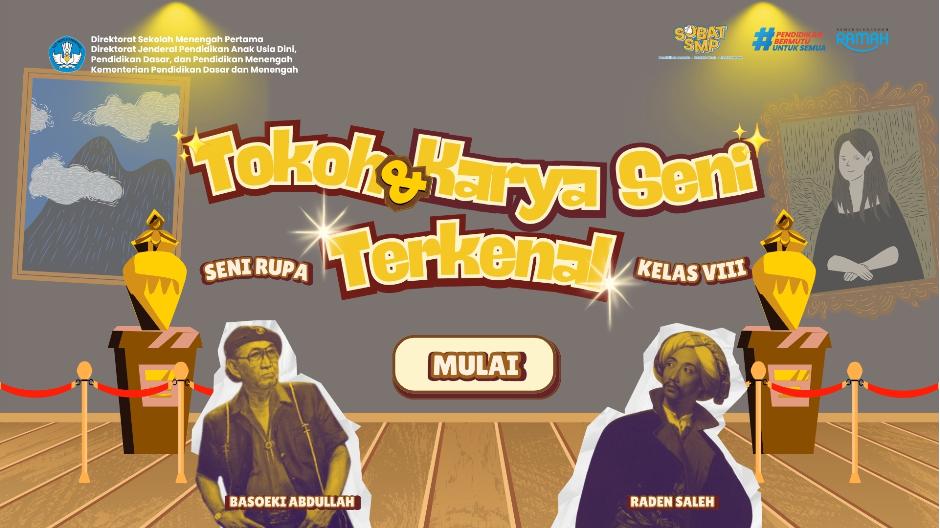 Direktorat Sekolah Menengah Pertama
Direktorat Jenderal Pendidikan Anak Usia Dini,
Pendidikan Dasar, dan Pendidikan Menengah
Kementerian Pendidikan Dasar dan Menengah
SOBAT
SMP
#PENDIDIKAN
BERMUTU
UNTUK SEMUA
RAMAH
Tokoh & Karya Seni
Terkenal
SENI RUPA
KELAS VIII
MULAI
BASOEKI ABDULLAH
RADEN SALEH